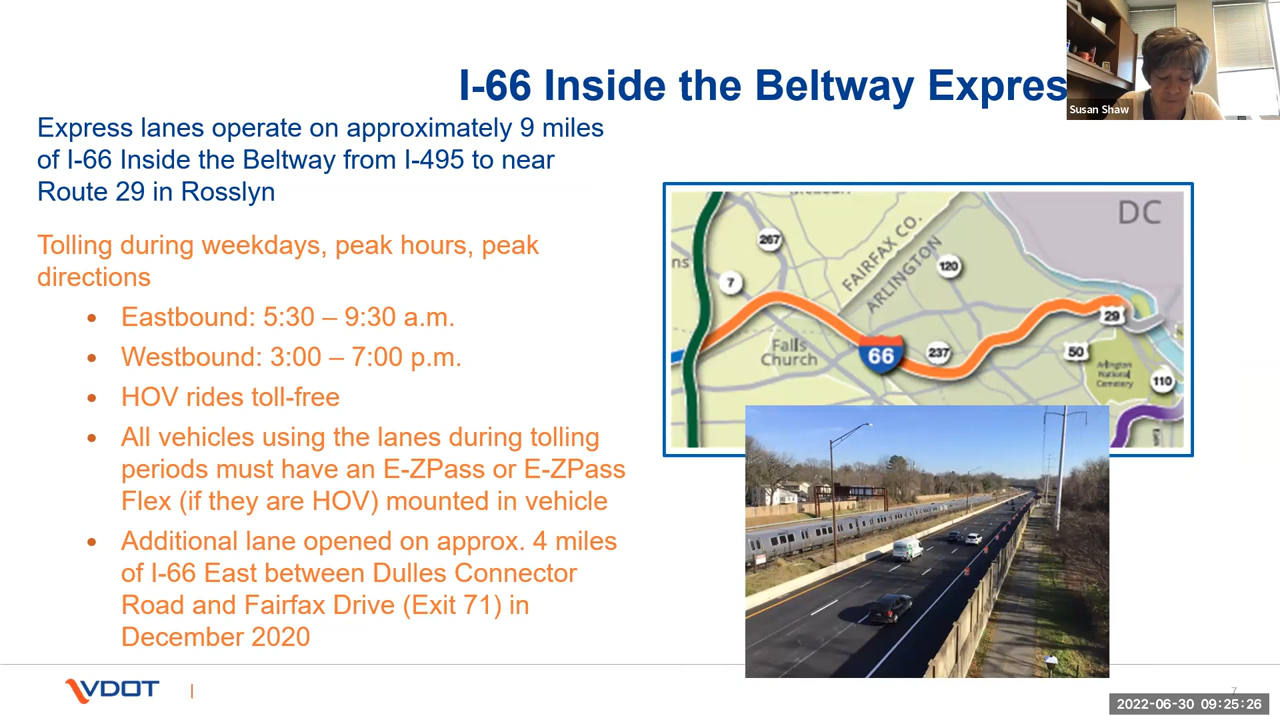 I-66 Inside the Beltway Expres
Susan Shaw
Express lanes operate on approximately 9 miles
of I-66 Inside the Beltway from I-495 to near
Route 29 in Rosslyn
Tolling during weekdays, peak hours, peak
directions
• Eastbound: 5:30 – 9:30 a.m.
• Westbound: 3:00 – 7:00 p.m.
• HOV rides toll-free
• All vehicles using the lanes during tolling
periods must have an E-ZPass or E-ZPass
Flex (if they are HOV) mounted in vehicle
• Additional lane opened on approx. 4 miles
of I-66 East between Dulles Connector
Road and Fairfax Drive (Exit 71) in
December 2020
DC
267
FAIRFAX CO.
ARLINGTON
ns
120
7
29
Falls
Church
66
237
50
Arlington
National
Cemetery
110
VDOT
7
2022-06-30 09:25:26